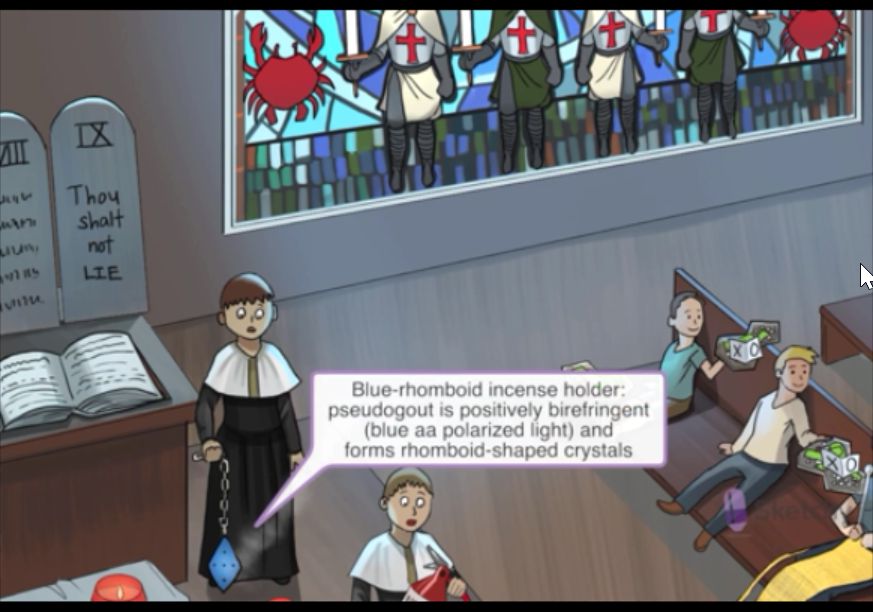 VIII
IX
Thou
shalt
not
LIE
Blue-rhomboid incense holder:
pseudogout is positively birefringent
(blue aa polarized light) and
forms rhomboid-shaped crystals
X O
X O